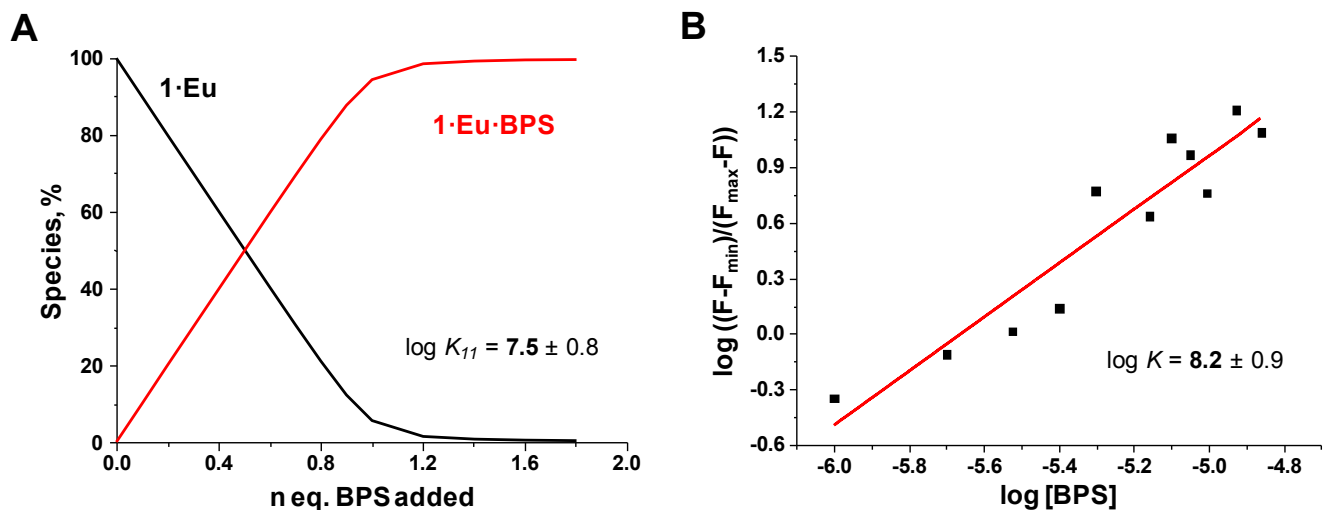 A
100
80
60
40
20
0
Species, %
1·Eu
1·Eu·BPS
log K₁₁ = 7.5 ± 0.8
0.0 0.4 0.8 1.2 1.6 2.0
n eq. BPS added
B
1.5
1.2
0.9
0.6
0.3
0.0
-0.3
-0.6
log ((F-Fmin)/(Fmax-F))
log K = 8.2 ± 0.9
-6.0 -5.8 -5.6 -5.4 -5.2 -5.0 -4.8
log [BPS]